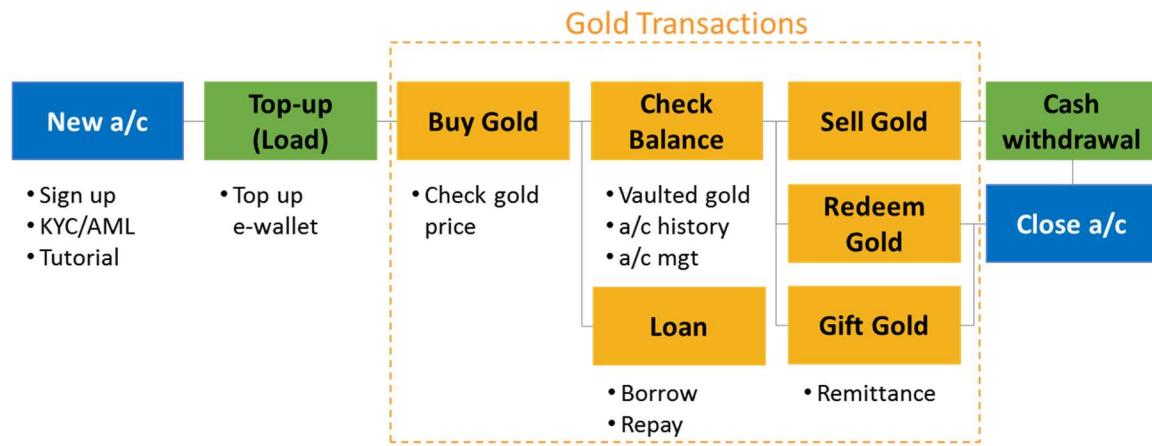 Gold Transactions
New a/c
• Sign up
• KYC/AML
• Tutorial
Top-up
(Load)
• Top up
e-wallet
Buy Gold
• Check gold
price
Check
Balance
• Vaulted gold
• a/c history
• a/c mgt
Loan
• Borrow
• Repay
Sell Gold
Redeem
Gold
Gift Gold
• Remittance
Cash
withdrawal
Close a/c